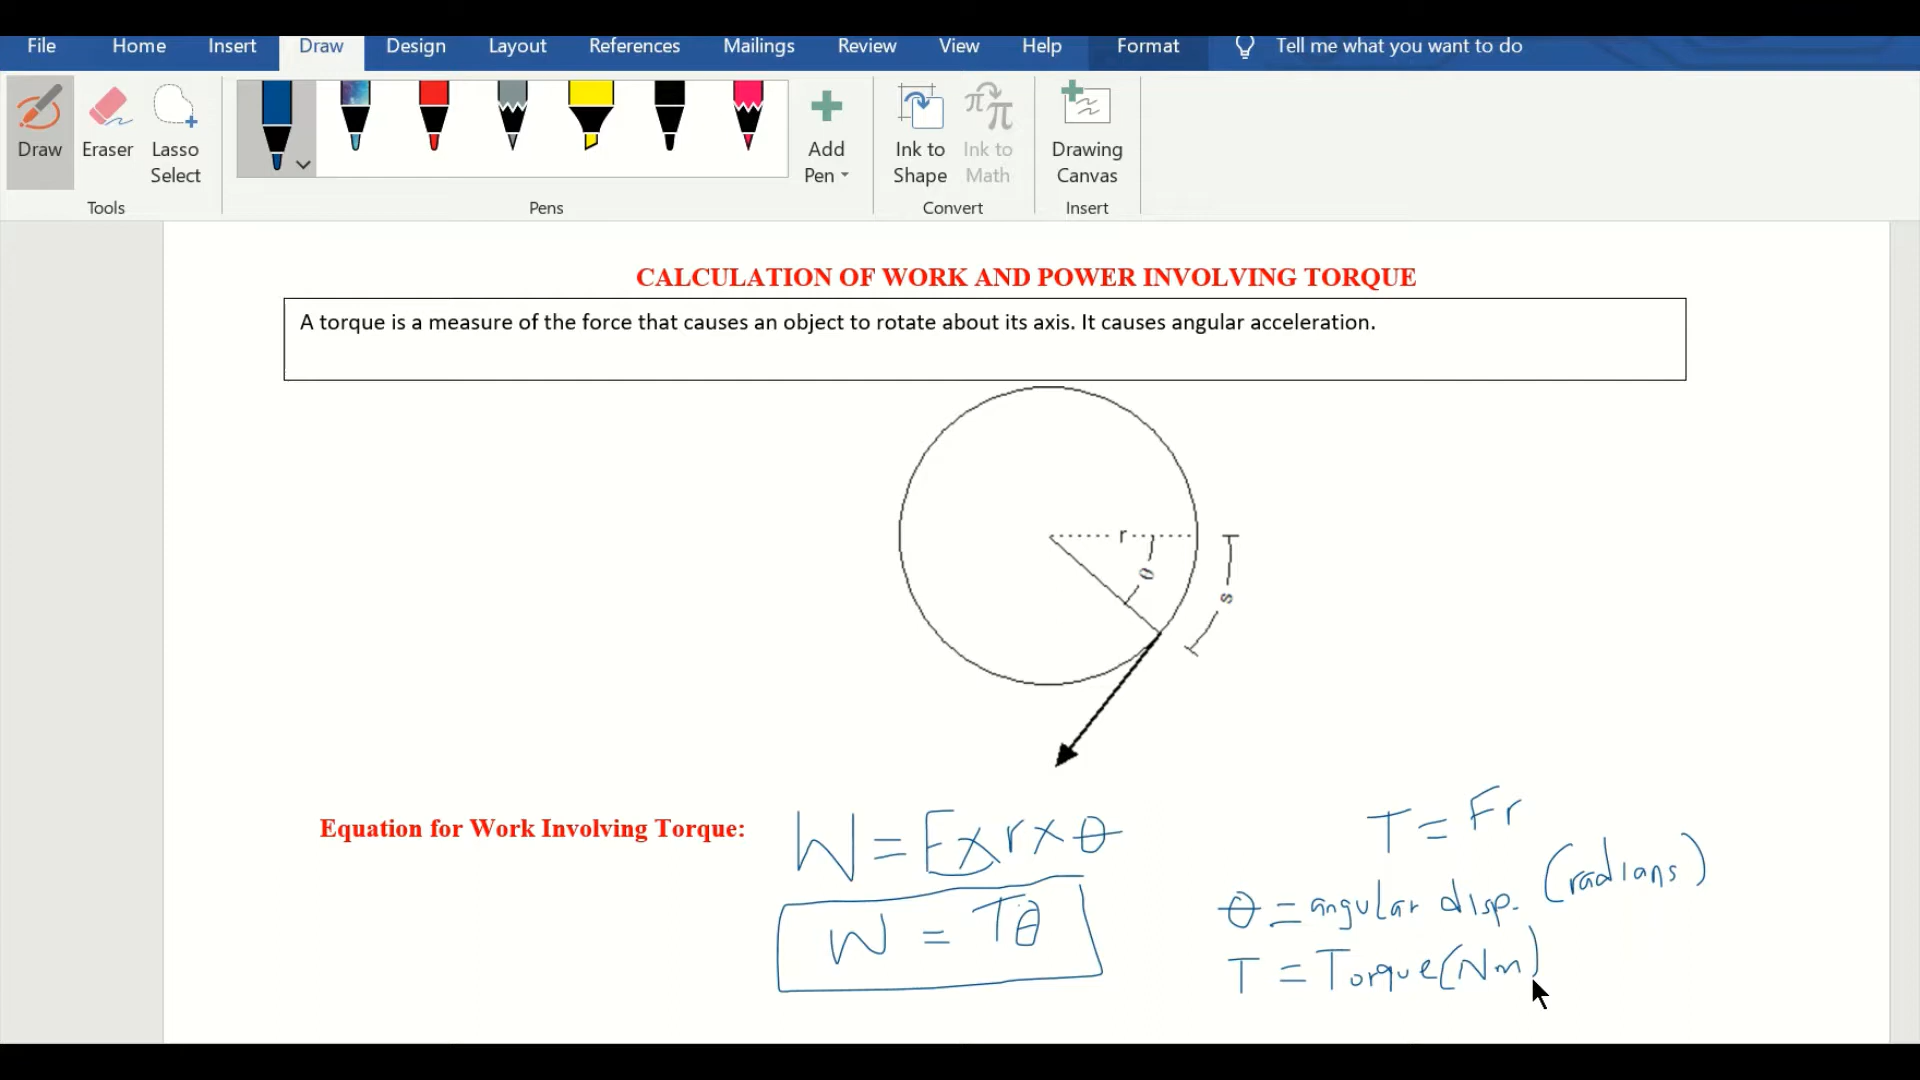 File Home Insert Draw Design Layout References Mailings Review View Help Format Tell me what you want to do
Draw Eraser Lasso Select Add Pen Ink to Shape Ink to Math Drawing Canvas
Tools Pens Convert Insert
CALCULATION OF WORK AND POWER INVOLVING TORQUE
A torque is a measure of the force that causes an object to rotate about its axis. It causes angular acceleration.
r
θ
s
Equation for Work Involving Torque: W = F x r x θ
T = Fr
W = Tθ
θ = angular disp. (radians)
T = Torque (Nm)